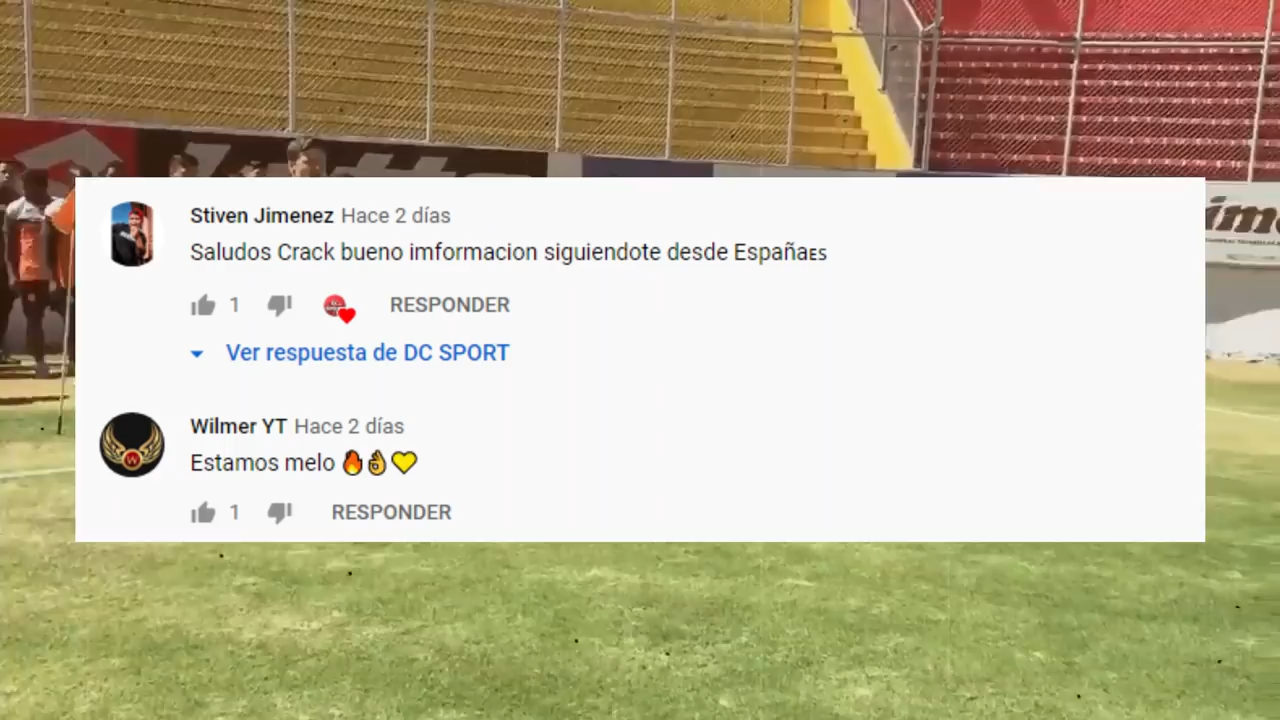 Stiven Jimenez Hace 2 días
Saludos Crack bueno imformacion siguiendote desde Españaᴇs
1 RESPONDER
Ver respuesta de DC SPORT
Wilmer YT Hace 2 días
Estamos melo 🔥👌💛
1 RESPONDER